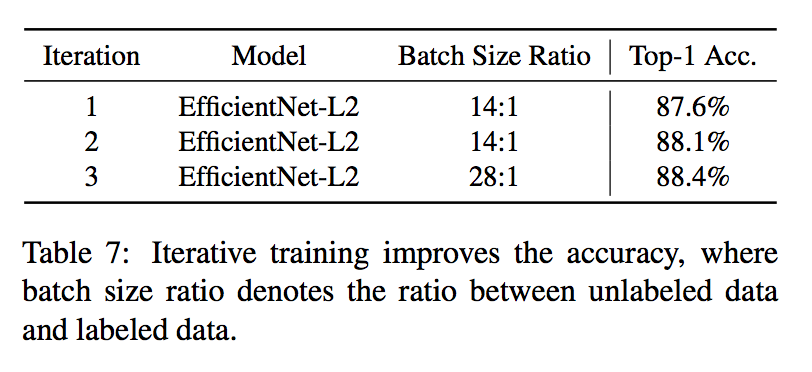 Iteration Model Batch Size Ratio Top-1 Acc.
1 EfficientNet-L2 14:1 87.6%
2 EfficientNet-L2 14:1 88.1%
3 EfficientNet-L2 28:1 88.4%
Table 7: Iterative training improves the accuracy, where
batch size ratio denotes the ratio between unlabeled data
and labeled data.